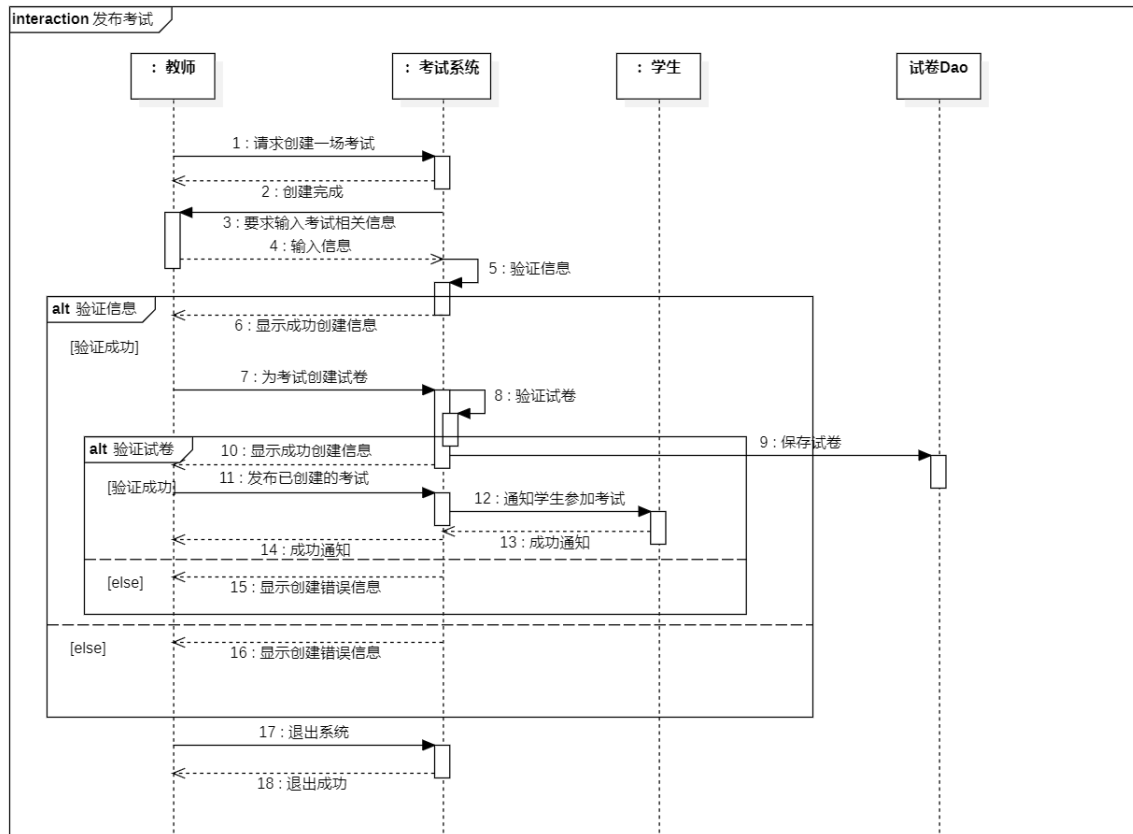 interaction 发布考试
: 教师
: 考试系统
: 学生
试卷Dao
1 : 请求创建一场考试
2 : 创建完成
3 : 要求输入考试相关信息
4 : 输入信息
5 : 验证信息
alt 验证信息
6 : 显示成功创建信息
[验证成功]
7 : 为考试创建试卷
8 : 验证试卷
9 : 保存试卷
alt 验证试卷
10 : 显示成功创建信息
11 : 发布已创建的考试
[验证成功]
12 : 通知学生参加考试
13 : 成功通知
14 : 成功通知
[else]
15 : 显示创建错误信息
[else]
16 : 显示创建错误信息
17 : 退出系统
18 : 退出成功